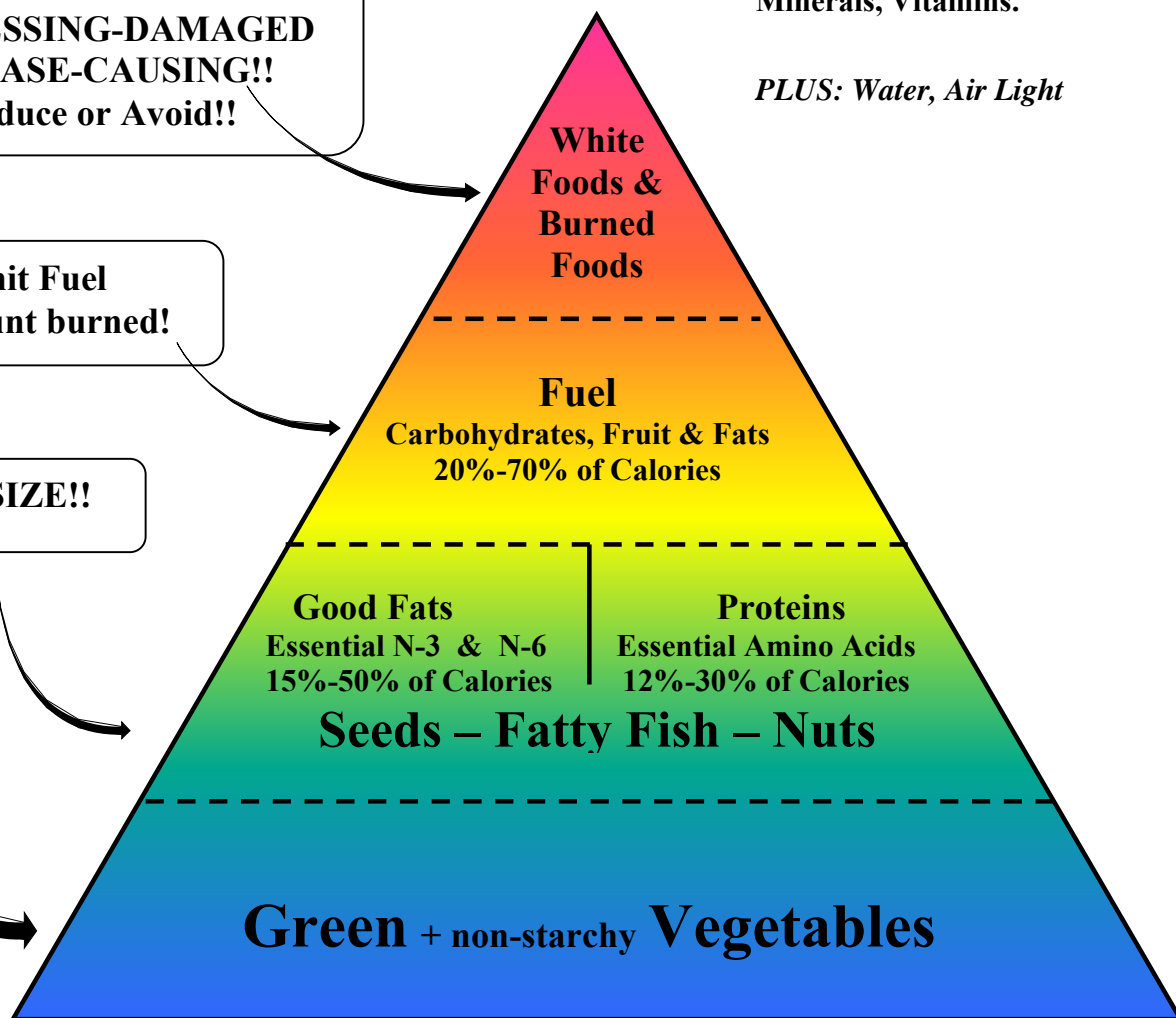 SSING-DAMAGED
ASE-CAUSING!!
duce or Avoid!!
Minerals, Vitamins.
PLUS: Water, Air Light
White
Foods &
Burned
Foods
nit Fuel
unt burned!
Fuel
Carbohydrates, Fruit & Fats
20%-70% of Calories
SIZE!!
Good Fats
Essential N-3 & N-6
15%-50% of Calories
Proteins
Essential Amino Acids
12%-30% of Calories
Seeds – Fatty Fish – Nuts
Green + non-starchy Vegetables